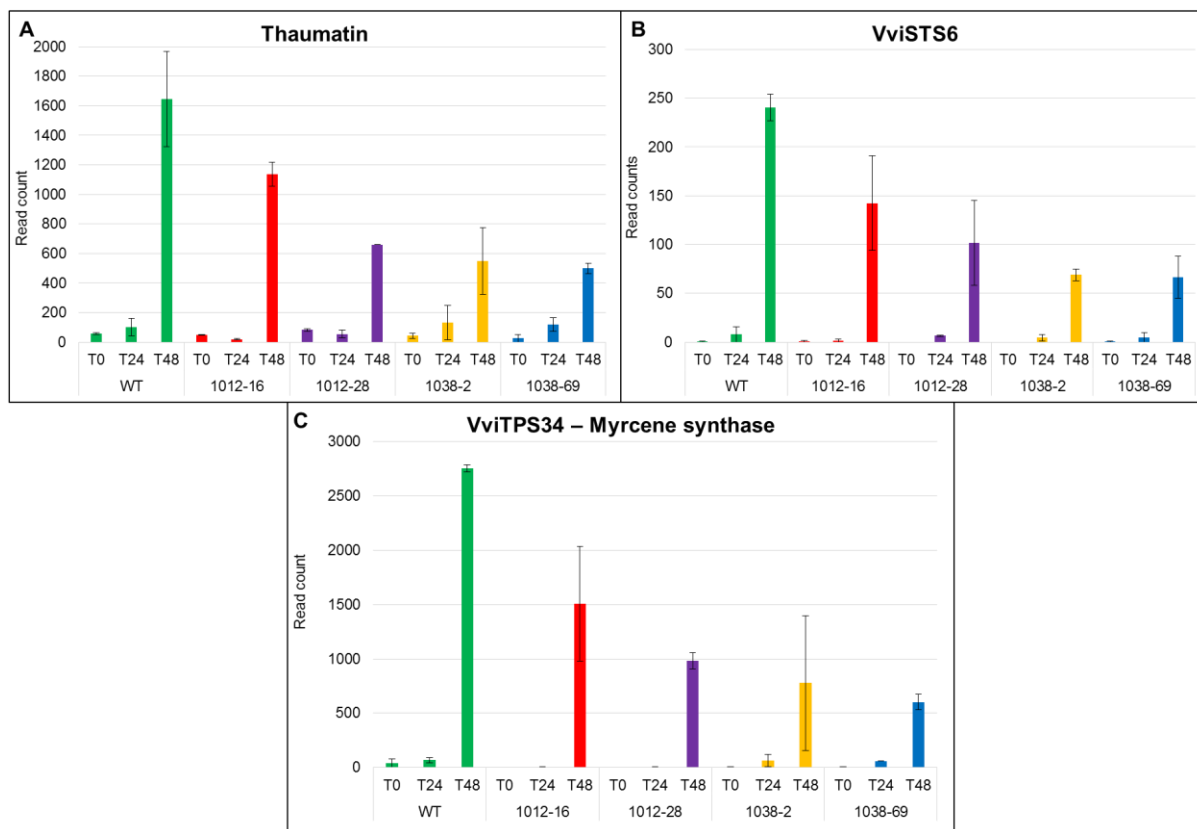 A
Thaumatin
Read count
2000
1800
1600
1400
1200
1000
800
600
400
200
0
T0 T24 T48 T0 T24 T48 T0 T24 T48 T0 T24 T48 T0 T24 T48
WT 1012-16 1012-28 1038-2 1038-69
B
VviSTS6
Read counts
300
250
200
150
100
50
0
T0 T24 T48 T0 T24 T48 T0 T24 T48 T0 T24 T48 T0 T24 T48
WT 1012-16 1012-28 1038-2 1038-69
C
VviTPS34 – Myrcene synthase
Read count
3000
2500
2000
1500
1000
500
0
T0 T24 T48 T0 T24 T48 T0 T24 T48 T0 T24 T48 T0 T24 T48
WT 1012-16 1012-28 1038-2 1038-69